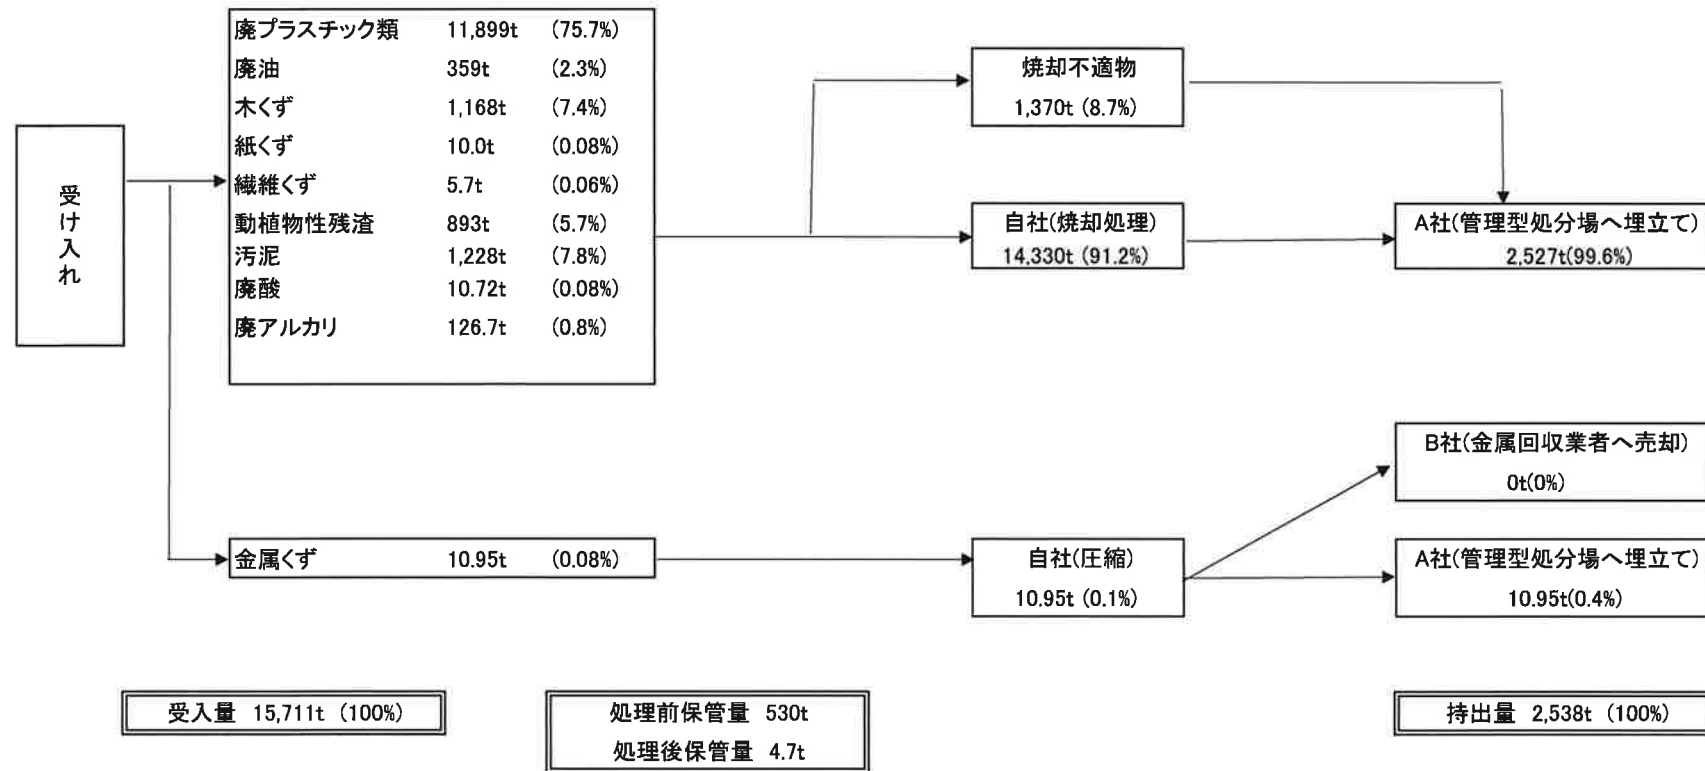 受け入れ
廃プラスチック類 11,899t (75.7%)
廃油 359t (2.3%)
木くず 1,168t (7.4%)
紙くず 10.0t (0.08%)
繊維くず 5.7t (0.06%)
動植物性残渣 893t (5.7%)
汚泥 1,228t (7.8%)
廃酸 10.72t (0.08%)
廃アルカリ 126.7t (0.8%)
焼却不適物
1,370t (8.7%)
自社(焼却処理)
14,330t (91.2%)
A社(管理型処分場へ埋立て)
2,527t(99.6%)
金属くず 10.95t (0.08%)
自社(圧縮)
10.95t (0.1%)
B社(金属回収業者へ売却)
0t(0%)
A社(管理型処分場へ埋立て)
10.95t(0.4%)
受入量 15,711t (100%)
処理前保管量 530t
処理後保管量 4.7t
持出量 2,538t (100%)